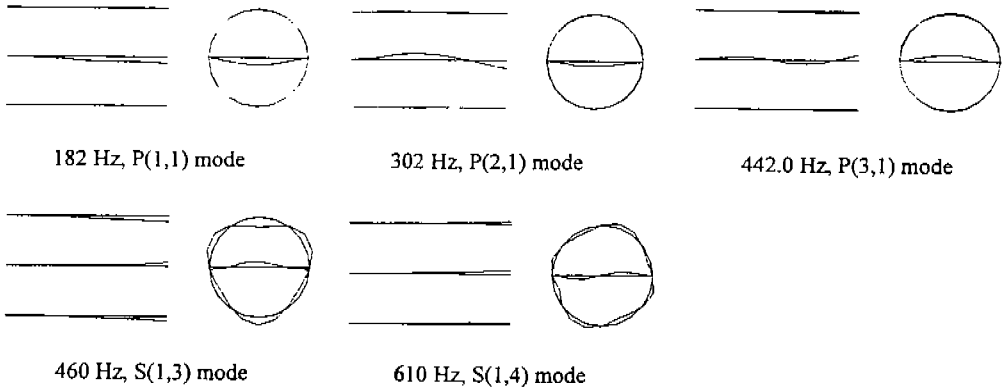 182 Hz, P(1,1) mode
302 Hz, P(2,1) mode
442.0 Hz, P(3,1) mode
460 Hz, S(1,3) mode
610 Hz, S(1,4) mode